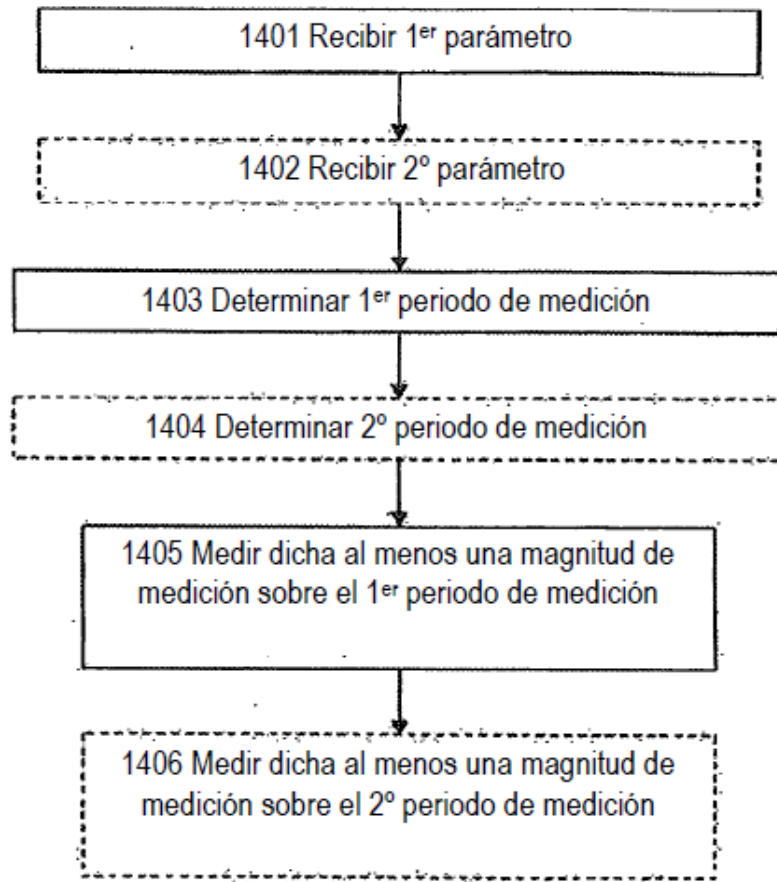 1401 Recibir 1er parámetro
1402 Recibir 2º parámetro
1403 Determinar 1er periodo de medición
1404 Determinar 2º periodo de medición
1405 Medir dicha al menos una magnitud de
medición sobre el 1er periodo de medición
1406 Medir dicha al menos una magnitud de
medición sobre el 2º periodo de medición